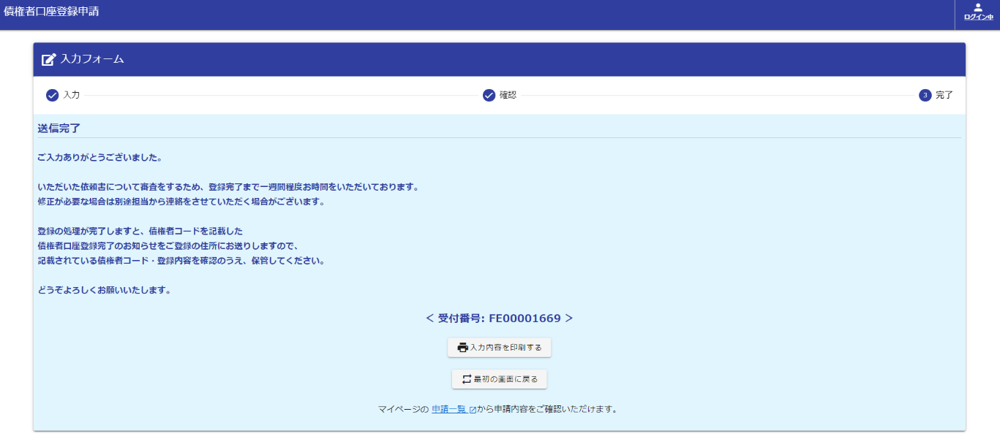 債権者口座登録申請
ログイン中
入力フォーム
入力
確認
3 完了
送信完了
ご入力ありがとうございました。
いただいた依頼書について審査をするため、登録完了まで一週間程度お時間をいただいております。
修正が必要な場合は別途担当から連絡をさせていただく場合がございます。
登録の処理が完了しますと、債権者コードを記載した
債権者口座登録完了のお知らせをご登録の住所にお送りしますので、
記載されている債権者コード・登録内容を確認のうえ、保管してください。
どうぞよろしくお願いいたします。
＜ 受付番号: FE00001669 ＞
入力内容を印刷する
最初の画面に戻る
マイページの 申請一覧 から申請内容をご確認いただけます。